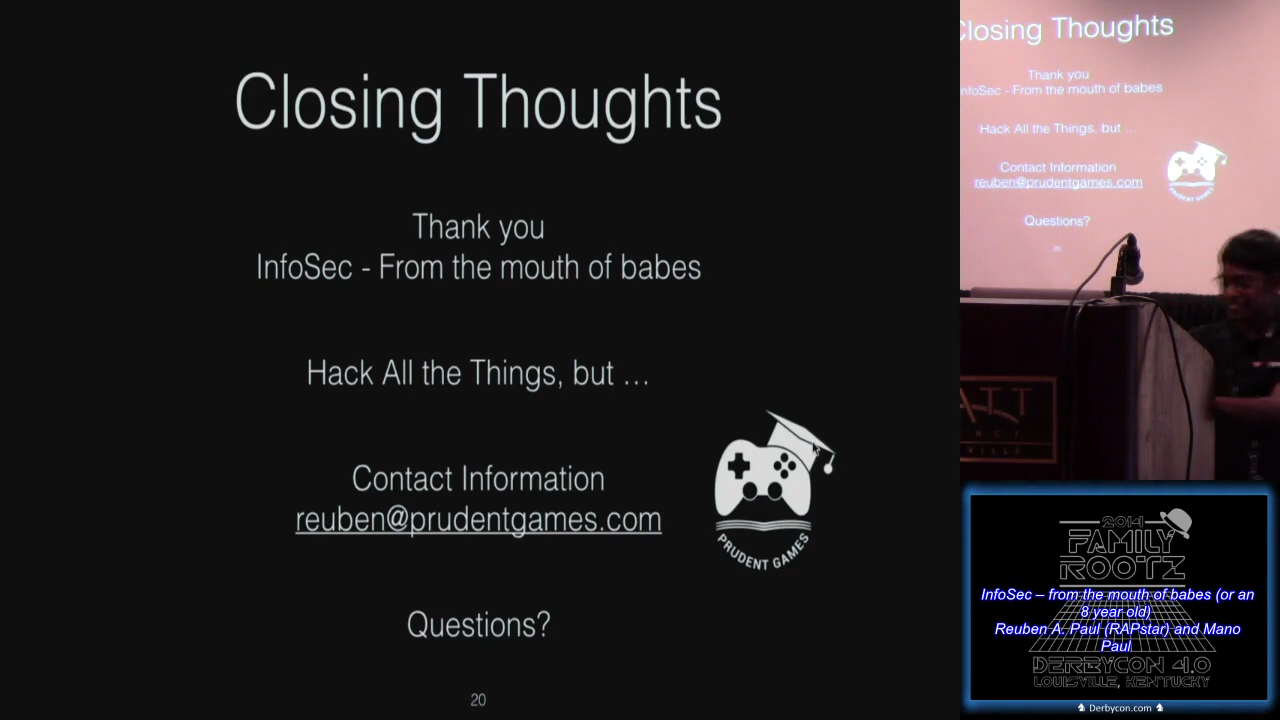 Closing Thoughts
Thank you
InfoSec - From the mouth of babes
Hack All the Things, but …
Contact Information
reuben@prudentgames.com
PRUDENT GAMES
Questions?
20
Closing Thoughts
Thank you
InfoSec - From the mouth of babes
Hack All the Things, but …
Contact Information
reuben@prudentgames.com
PRUDENT GAMES
Questions?
2014
FAMILY
ROOTZ
InfoSec – from the mouth of babes (or an
8 year old)
Reuben A. Paul (RAPstar) and Mano
Paul
DERBYCON 4.0
LOUISVILLE, KENTUCKY
Derbycon.com